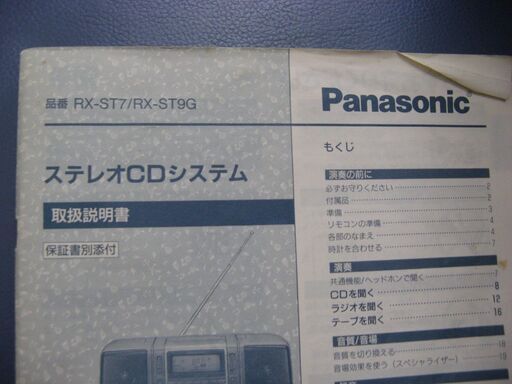 品番 RX-ST7/RX-ST9G
ステレオCDシステム
取扱説明書
保証書別添付
Panasonic
もくじ
演奏の前に
必ずお守りください 2
付属品 2
準備 3
リモコンの準備 4
各部のなまえ 4
時計を合わせる 7
演奏
共通機能/ヘッドホンで聞く 7
CDを聞く 8
ラジオを聞く 12
テープを聞く 16
音質/音場
音質を切り換える 18
音場効果を使う(スペシャライザー) 19